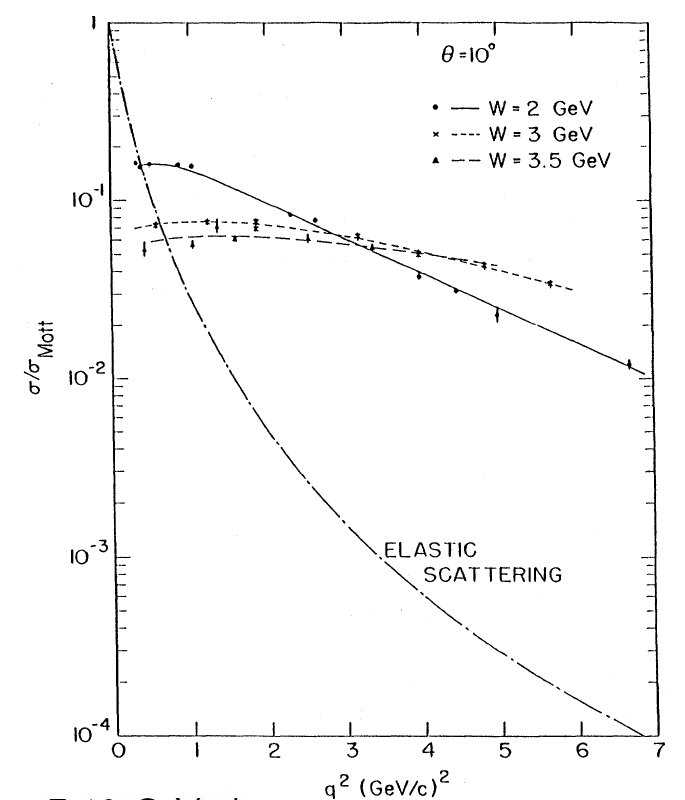 1
θ = 10°
• — W = 2 GeV
× ---- W = 3 GeV
▲ — — W = 3.5 GeV
10⁻¹
σ/σ_Mott
10⁻²
10⁻³
ELASTIC
SCATTERING
10⁻⁴
0 1 2 3 4 5 6 7
q² (GeV/c)²